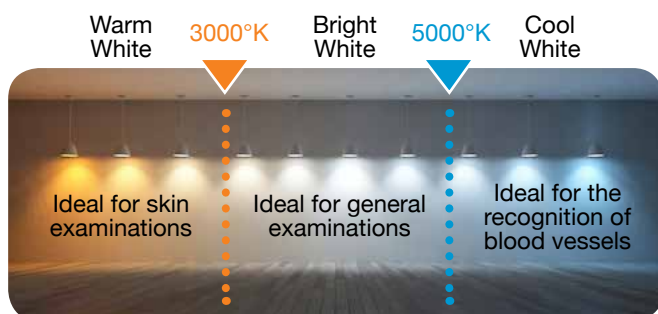 Warm
White
3000°K
Bright
White
5000°K
Cool
White
Ideal for skin
examinations
Ideal for general
examinations
Ideal for the
recognition of
blood vessels